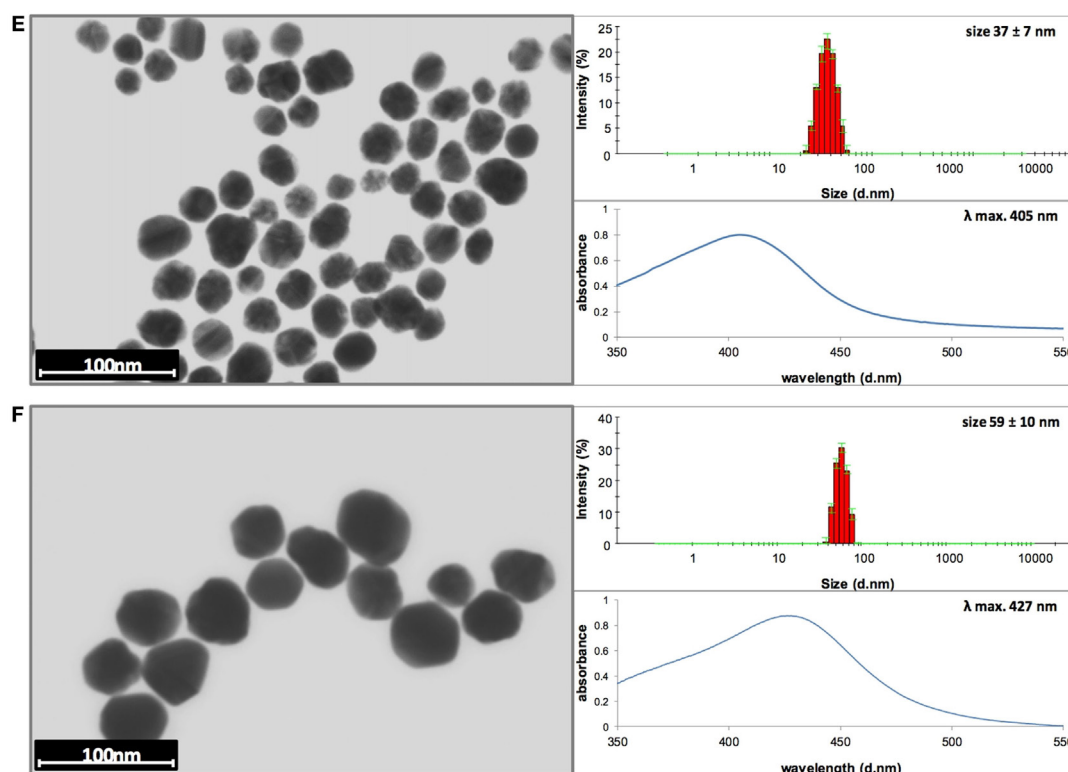 E
100nm
size 37 ± 7 nm
Intensity (%)
25
20
15
10
5
0
1 10 100 1000 10000
Size (d.nm)
λ max. 405 nm
absorbance
1
0.8
0.6
0.4
0.2
0
350 400 450 500 550
wavelength (d.nm)
F
100nm
size 59 ± 10 nm
Intensity (%)
40
30
20
10
0
1 10 100 1000 10000
Size (d.nm)
λ max. 427 nm
absorbance
1
0.8
0.6
0.4
0.2
0
350 400 450 500 550
wavelength (d.nm)